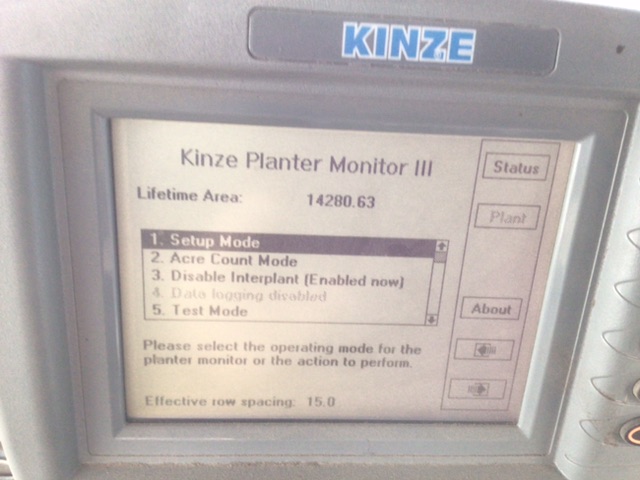 KINZE
Kinze Planter Monitor III
Lifetime Area: 14280.63
1. Setup Mode
2. Acre Count Mode
3. Disable Interplant (Enabled now)
4. Data logging disabled
5. Test Mode
Please select the operating mode for the
planter monitor or the action to perform.
Effective row spacing: 15.0
Status
Plant
About